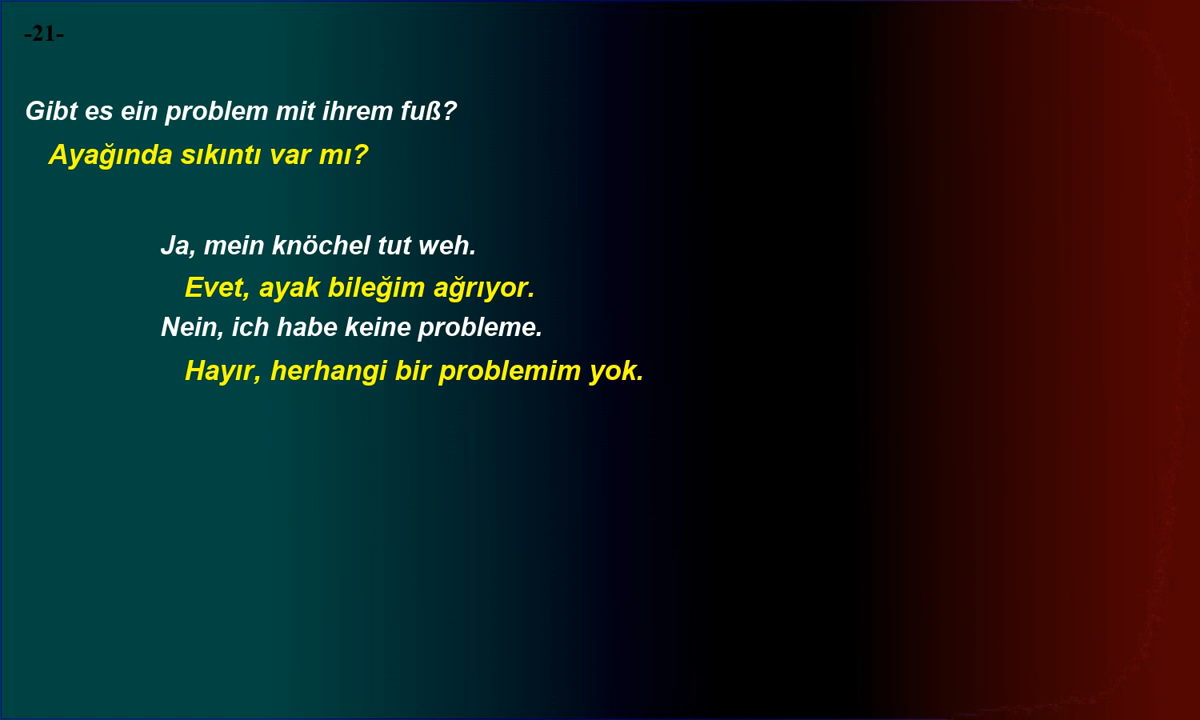 -21-
Gibt es ein problem mit ihrem fuß?
Ayağında sıkıntı var mı?
Ja, mein knöchel tut weh.
Evet, ayak bileğim ağrıyor.
Nein, ich habe keine probleme.
Hayır, herhangi bir problemim yok.